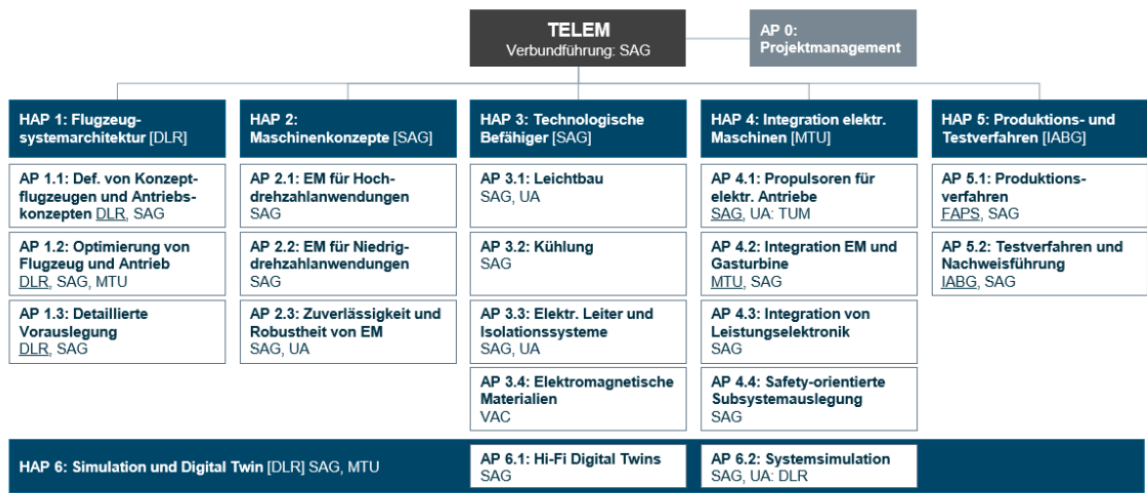 TELEM
Verbundführung: SAG
AP 0:
Projektmanagement
HAP 1: Flugzeug-
systemarchitektur [DLR]
AP 1.1: Def. von Konzept-
flugzeugen und Antriebs-
konzepten DLR, SAG
AP 1.2: Optimierung von
Flugzeug und Antrieb
DLR, SAG, MTU
AP 1.3: Detaillierte
Vorauslegung
DLR, SAG
HAP 2:
Maschinenkonzepte [SAG]
AP 2.1: EM für Hoch-
drehzahlanwendungen
SAG
AP 2.2: EM für Niedrig-
drehzahlanwendungen
SAG
AP 2.3: Zuverlässigkeit und
Robustheit von EM
SAG, UA
HAP 3: Technologische
Befähiger [SAG]
AP 3.1: Leichtbau
SAG, UA
AP 3.2: Kühlung
SAG
AP 3.3: Elektr. Leiter und
Isolationssysteme
SAG, UA
AP 3.4: Elektromagnetische
Materialien
VAC
HAP 4: Integration elektr.
Maschinen [MTU]
AP 4.1: Propulsoren für
elektr. Antriebe
SAG, UA: TUM
AP 4.2: Integration EM und
Gasturbine
MTU, SAG
AP 4.3: Integration von
Leistungselektronik
SAG
AP 4.4: Safety-orientierte
Subsystemauslegung
SAG
HAP 5: Produktions- und
Testverfahren [IABG]
AP 5.1: Produktions-
verfahren
FAPS, SAG
AP 5.2: Testverfahren und
Nachweisführung
IABG, SAG
HAP 6: Simulation und Digital Twin [DLR] SAG, MTU
AP 6.1: Hi-Fi Digital Twins
SAG
AP 6.2: Systemsimulation
SAG, UA: DLR